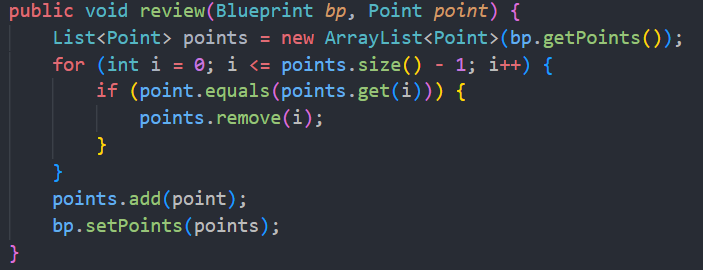 public void review(Blueprint bp, Point point) {
    List<Point> points = new ArrayList<Point>(bp.getPoints());
    for (int i = 0; i <= points.size() - 1; i++) {
        if (point.equals(points.get(i))) {
            points.remove(i);
        }
    }
    points.add(point);
    bp.setPoints(points);
}